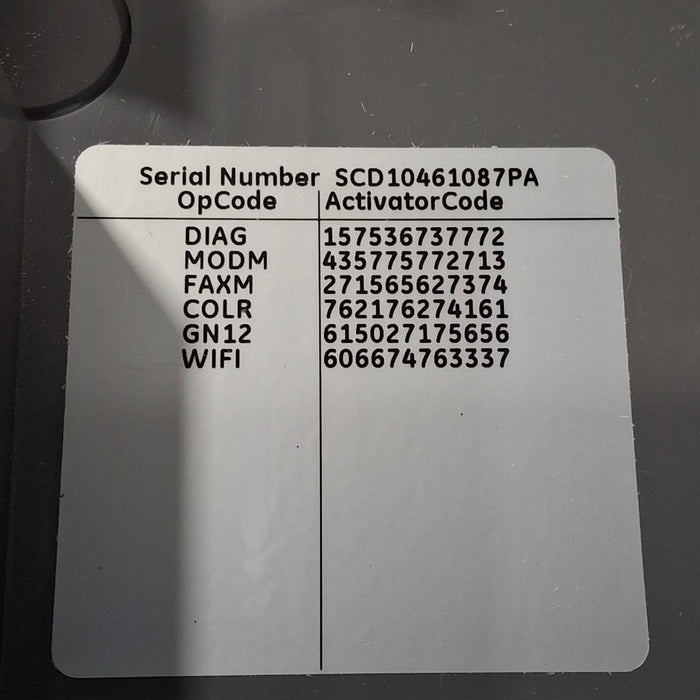 Serial Number SCD10461087PA
OpCode ActivatorCode
DIAG 157536737772
MODM 435775772713
FAXM 271565627374
COLR 762176274161
GN12 615027175656
WIFI 606674763337